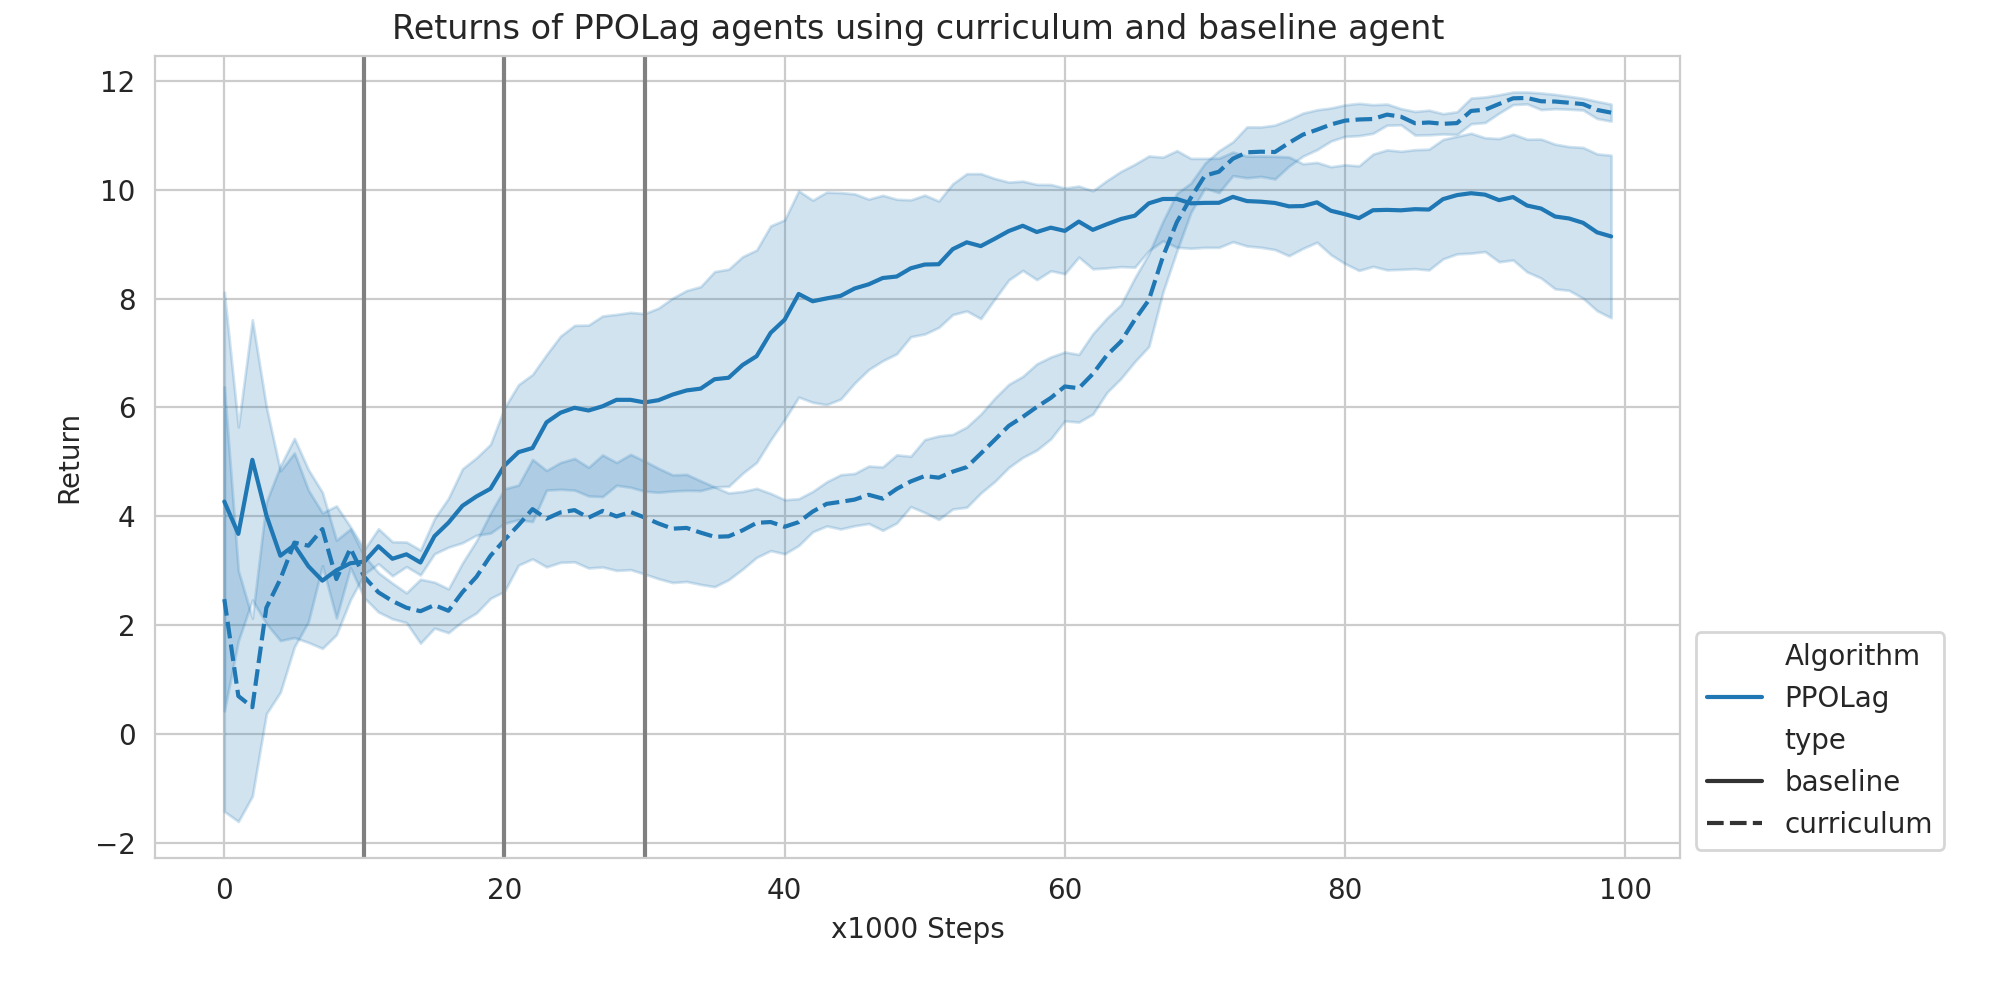 Returns of PPOLag agents using curriculum and baseline agent
12
10
8
6
4
2
0
−2
Return
0
20
40
60
80
100
x1000 Steps
Algorithm
PPOLag
type
baseline
curriculum